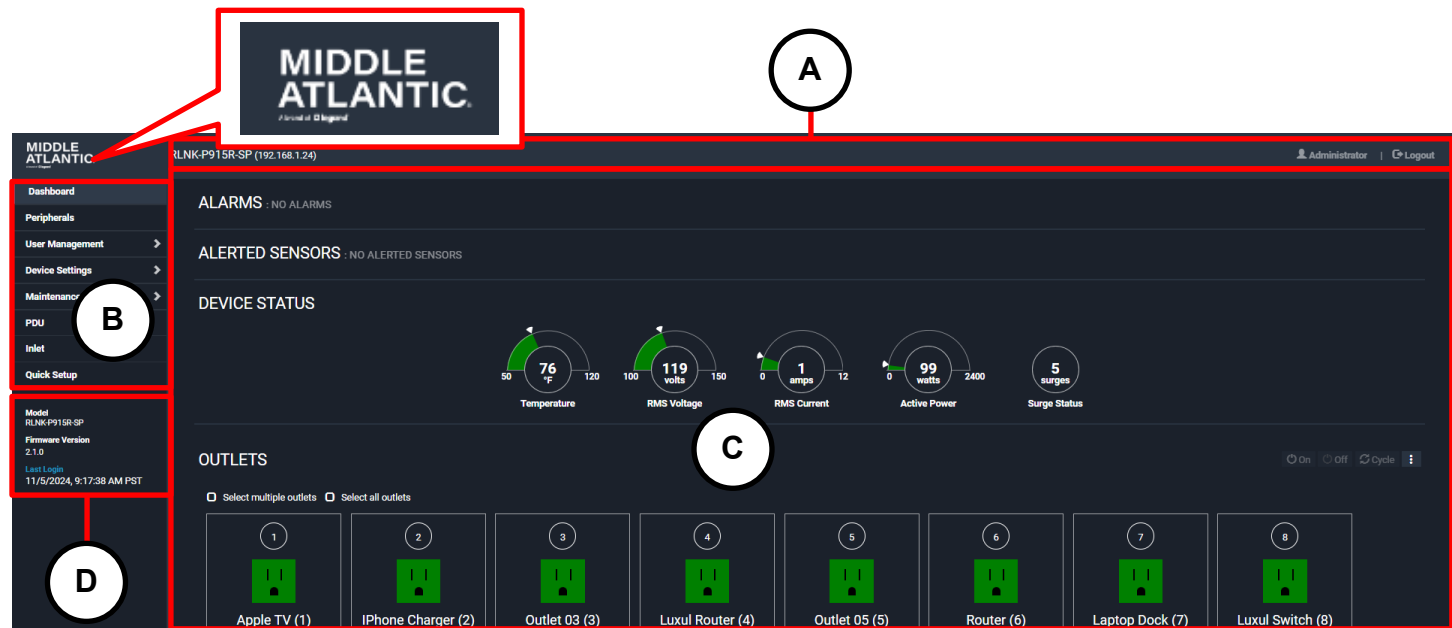 MIDDLE
ATLANTIC
A brand of legrand
A
MIDDLE
ATLANTIC
RLNK-P915R-SP (192.168.1.24)
Administrator | Logout
Dashboard
Peripherals
User Management
Device Settings
Maintenance
PDU
Inlet
Quick Setup
B
Model
RLNK-P915R-SP
Firmware Version
2.1.0
Last Login
11/5/2024, 9:17:38 AM PST
D
ALARMS : NO ALARMS
ALERTED SENSORS : NO ALERTED SENSORS
DEVICE STATUS
76
°F
50 120
Temperature
119
volts
100 150
RMS Voltage
1
amps
0 12
RMS Current
99
watts
0 2400
Active Power
5
surges
Surge Status
C
OUTLETS
On Off Cycle
Select multiple outlets Select all outlets
1 2 3 4 5 6 7 8
Apple TV (1) IPhone Charger (2) Outlet 03 (3) Luxul Router (4) Outlet 05 (5) Router (6) Laptop Dock (7) Luxul Switch (8)